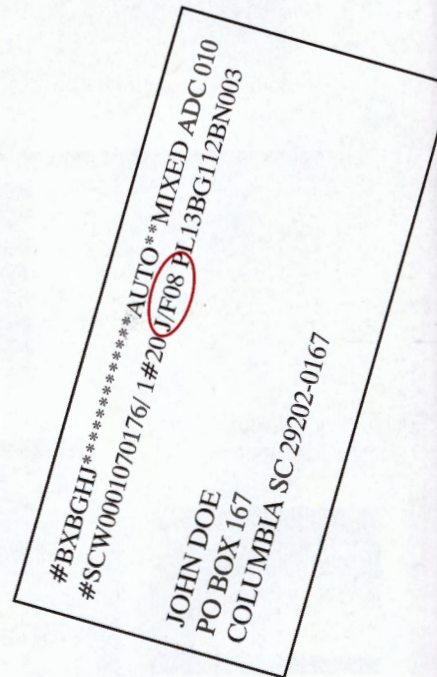 #BXBGHJ***************AUTO**MIXED ADC 010
#SCW0001070176/ 1#20J/F08 PL13BG112BN003
JOHN DOE
PO BOX 167
COLUMBIA SC 29202-0167